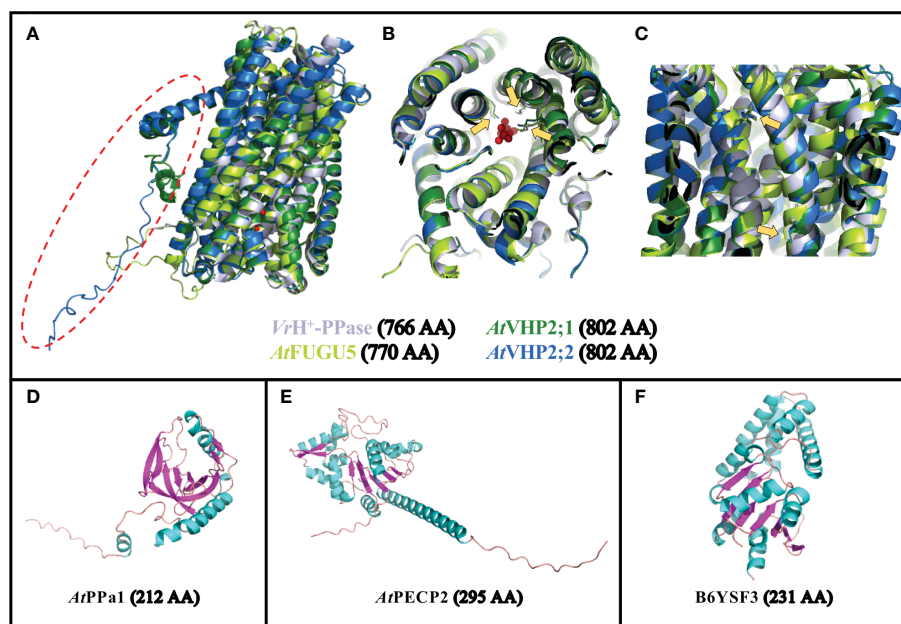 A
B
C
VrH⁺-PPase (766 AA) AtVHP2;1 (802 AA)
AtFUGU5 (770 AA) AtVHP2;2 (802 AA)
D
E
F
AtPPa1 (212 AA)
AtPECP2 (295 AA)
B6YSF3 (231 AA)